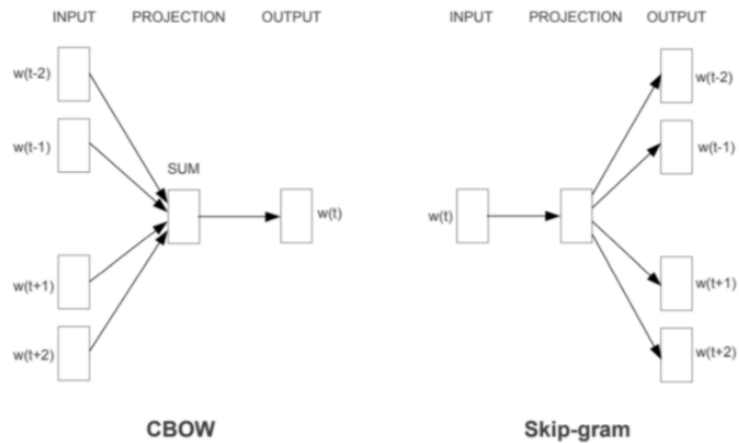 INPUT PROJECTION OUTPUT
w(t-2)
w(t-1)
SUM
w(t)
w(t+1)
w(t+2)
CBOW
INPUT PROJECTION OUTPUT
w(t-2)
w(t-1)
w(t)
w(t+1)
w(t+2)
Skip-gram